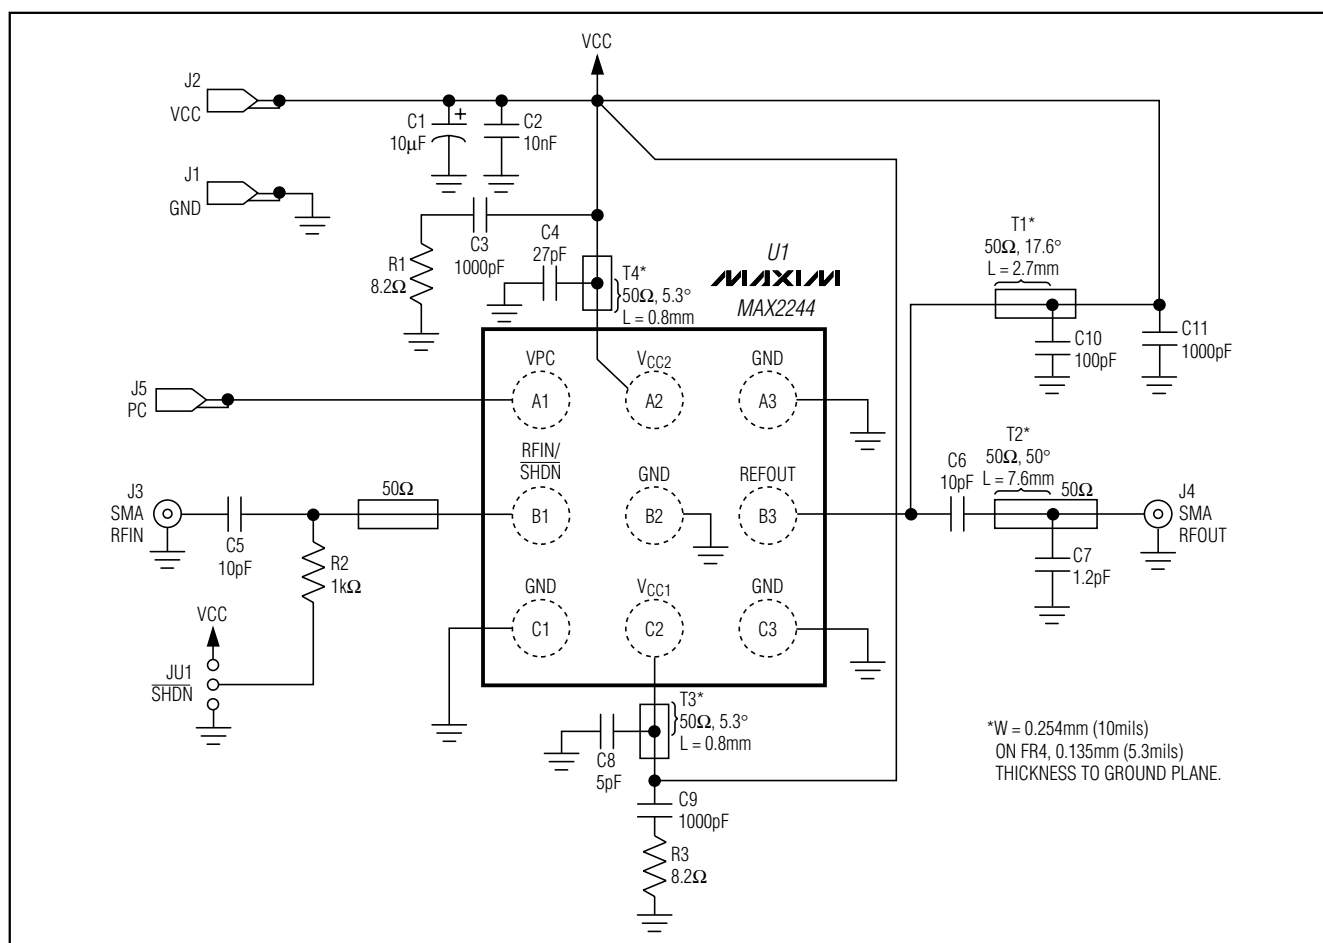 VCC
J2
VCC
C1
10µF
+
C2
10nF
J1
GND
R1
8.2Ω
C3
1000pF
C4
27pF
T4*
50Ω, 5.3°
L = 0.8mm
U1
MAXIM
MAX2244
T1*
50Ω, 17.6°
L = 2.7mm
C10
100pF
C11
1000pF
J5
PC
VPC
A1
VCC2
A2
GND
A3
J3
SMA
RFIN
C5
10pF
R2
1kΩ
50Ω
RFIN/
SHDN
B1
GND
B2
REFOUT
B3
C6
10pF
T2*
50Ω, 50°
L = 7.6mm
50Ω
J4
SMA
RFOUT
C7
1.2pF
VCC
JU1
SHDN
GND
C1
VCC1
C2
GND
C3
T3*
50Ω, 5.3°
L = 0.8mm
C8
5pF
C9
1000pF
R3
8.2Ω
*W = 0.254mm (10mils)
ON FR4, 0.135mm (5.3mils)
THICKNESS TO GROUND PLANE.